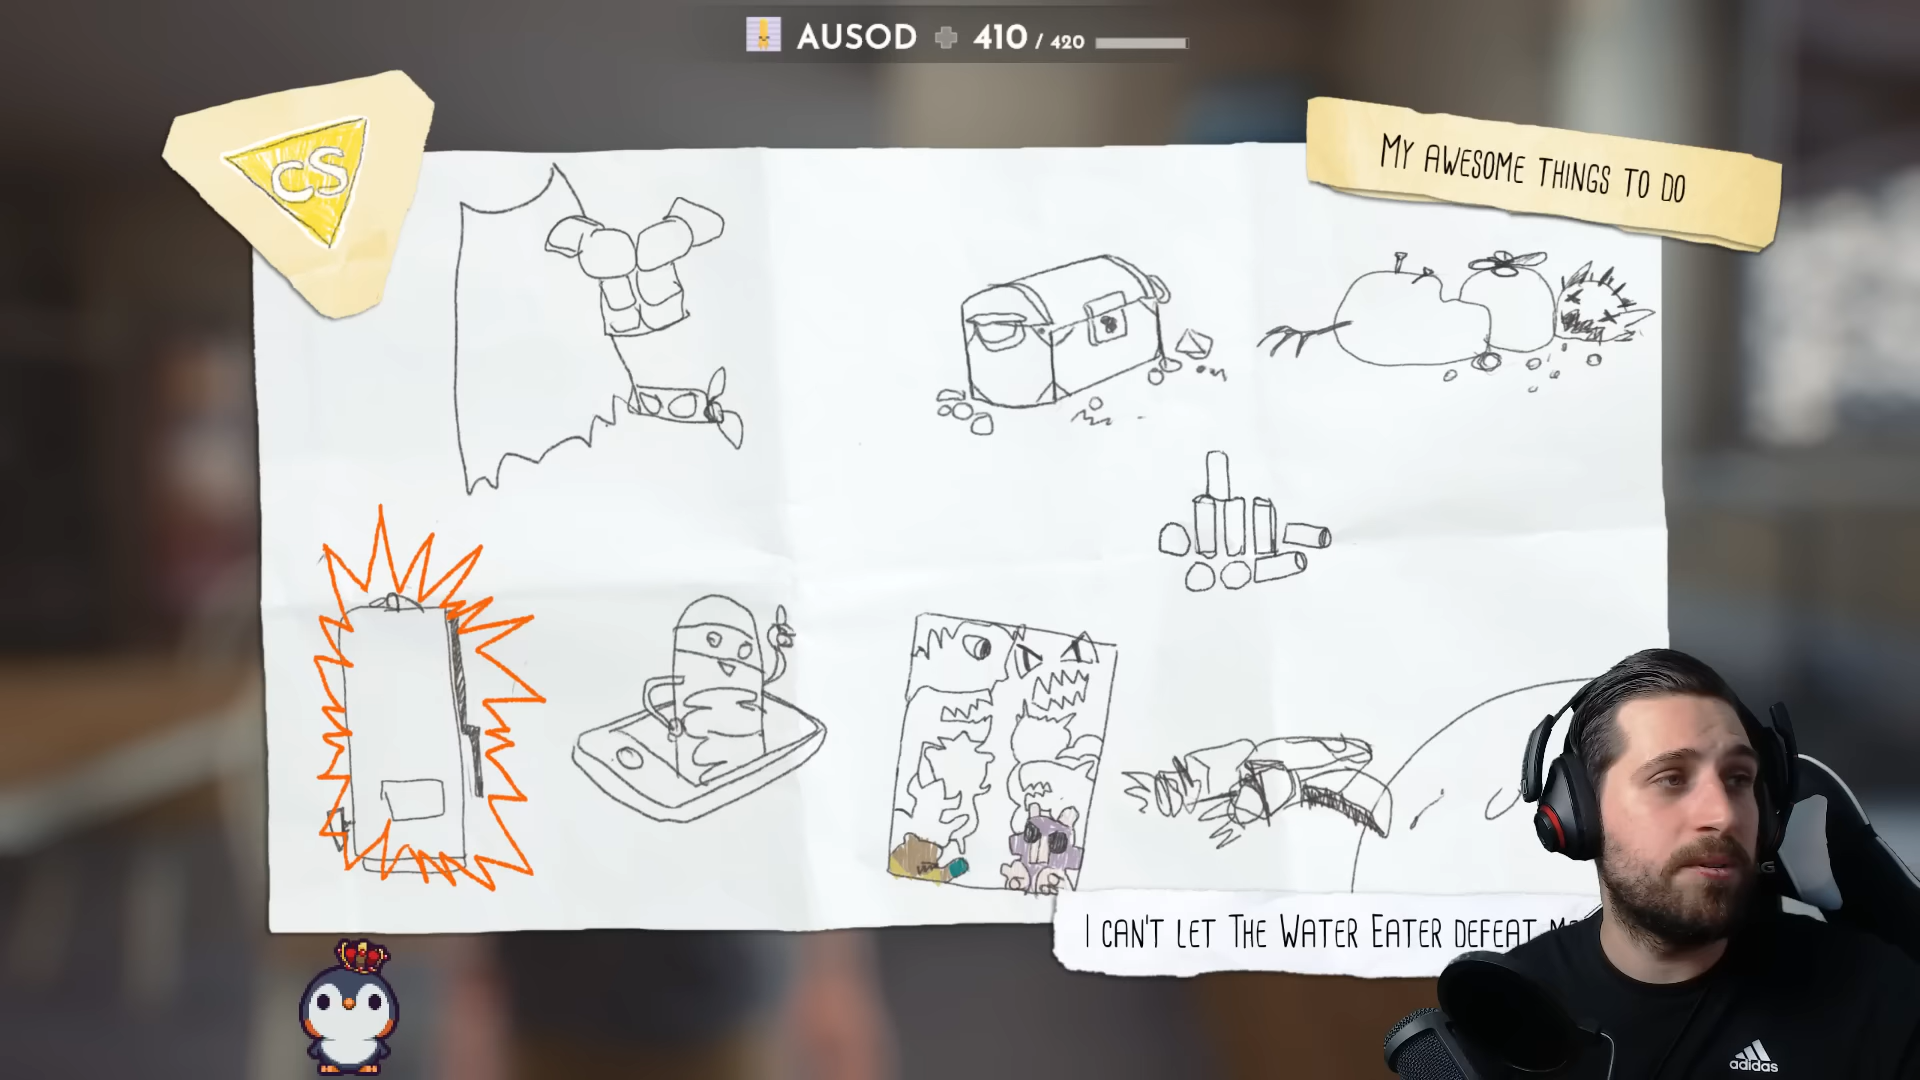 AUSOD 410 / 420
CS
MY AWESOME THINGS TO DO
I CAN'T LET THE WATER EATER DEFEAT
adidas